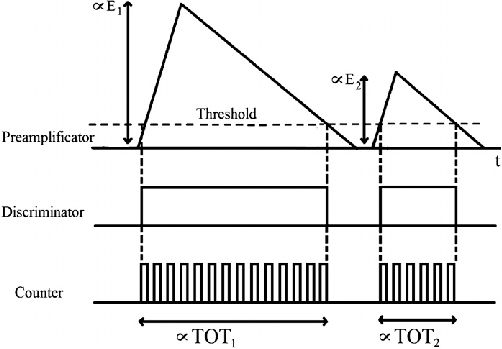 ∝E₁
∝E₂
Threshold
Preamplificator
t
Discriminator
Counter
∝TOT₁
∝TOT₂